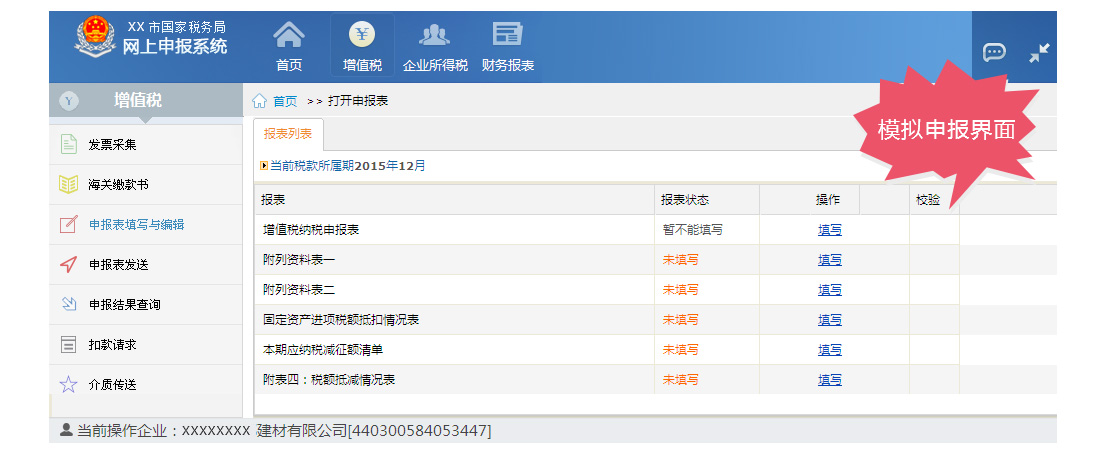 XX 市国家税务局
网上申报系统
首页 增值税 企业所得税 财务报表
增值税
首页 >> 打开申报表
模拟申报界面
报表列表
发票采集
当前税款所属期2015年12月
海关缴款书
报表 报表状态 操作 校验
申报表填写与编辑
增值税纳税申报表 暂不能填写 填写
申报表发送
附列资料表一 未填写 填写
附列资料表二 未填写 填写
申报结果查询
固定资产进项税额抵扣情况表 未填写 填写
扣款请求
本期应纳税减征额清单 未填写 填写
介质传送
附表四：税额抵减情况表 未填写 填写
当前操作企业：XXXXXXXX 建材有限公司[440300584053447]